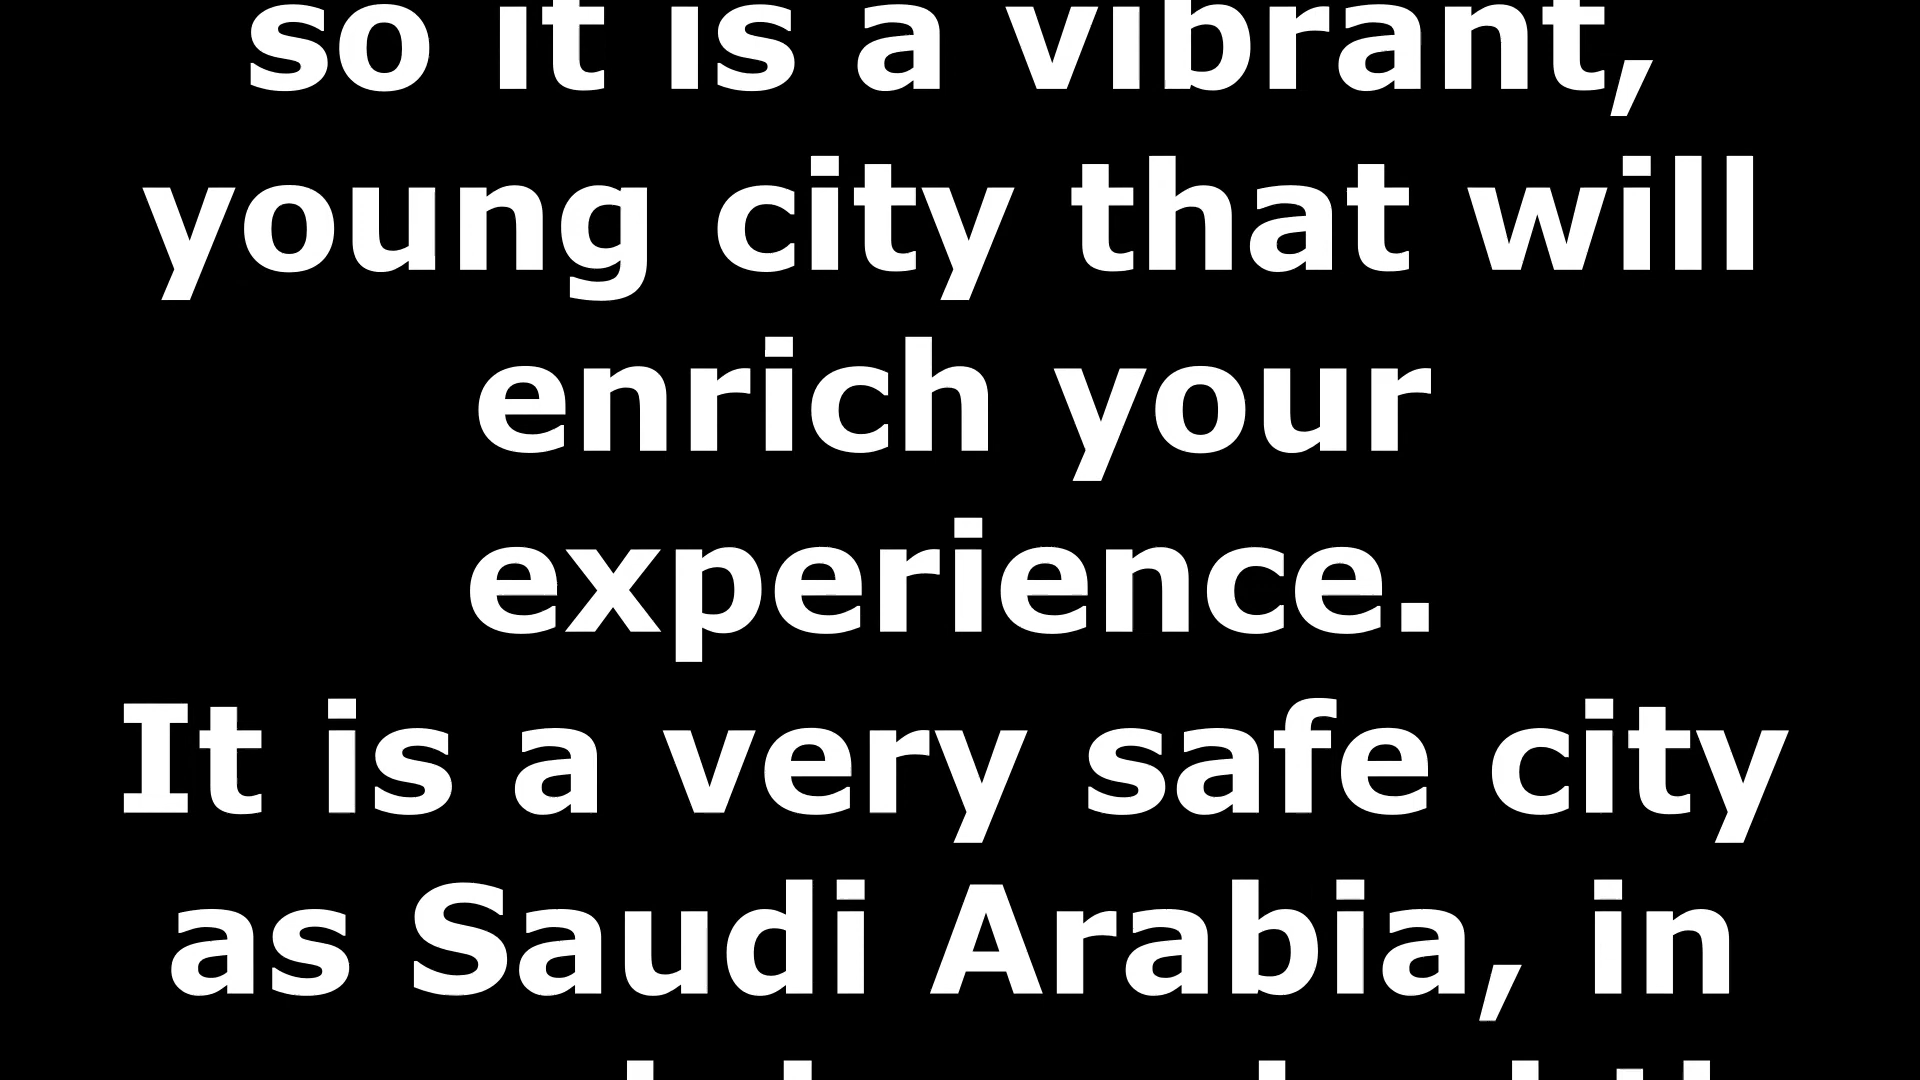 so it is a vibrant,
young city that will
enrich your
experience.
It is a very safe city
as Saudi Arabia, in